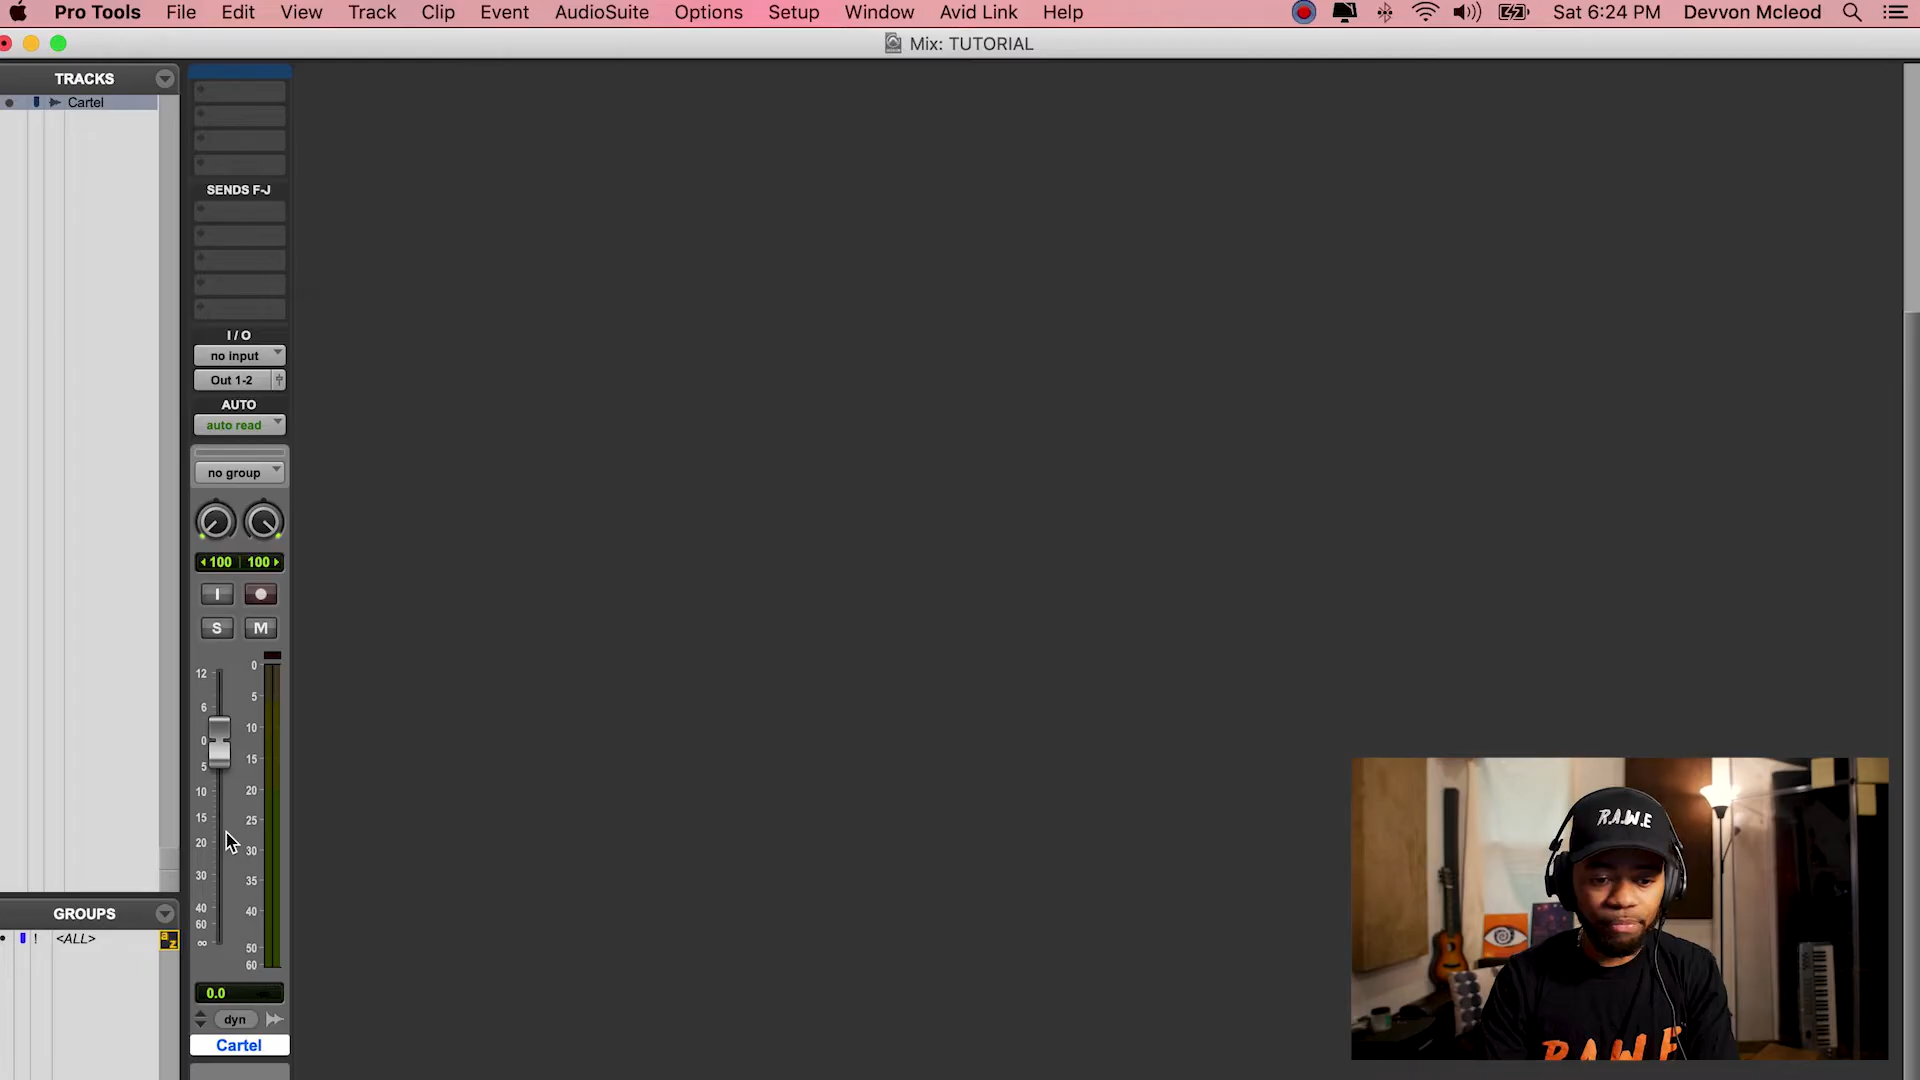 Pro Tools File Edit View Track Clip Event AudioSuite Options Setup Window Avid Link Help Sat 6:24 PM Devvon Mcleod
Mix: TUTORIAL
TRACKS
Cartel
SENDS F-J
I / O
no input
Out 1-2
AUTO
auto read
no group
100 100
I
S M
12
6
0
5
10
15
20
30
40
60
∞
0
5
10
15
20
25
30
35
40
50
60
0.0
dyn
Cartel
GROUPS
! <ALL>
a z
R.A.W.E
R.A.W.E